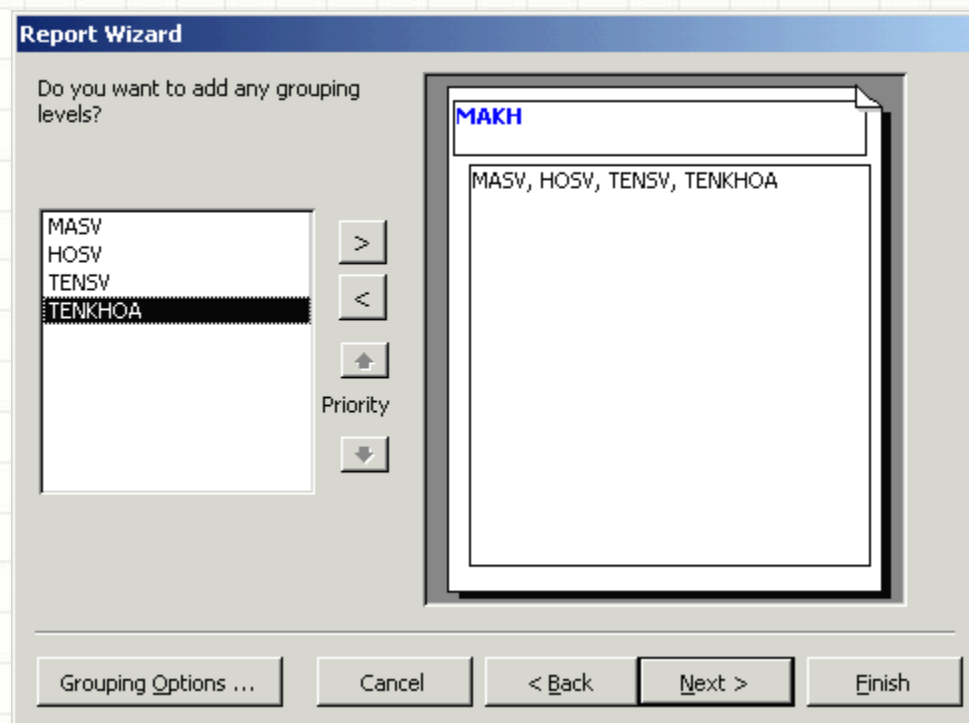 Report Wizard
Do you want to add any grouping
levels?
MASV
HOSV
TENSV
TENKHOA
>
<
Priority
MAKH
MASV, HOSV, TENSV, TENKHOA
Grouping Options ...
Cancel
< Back
Next >
Finish